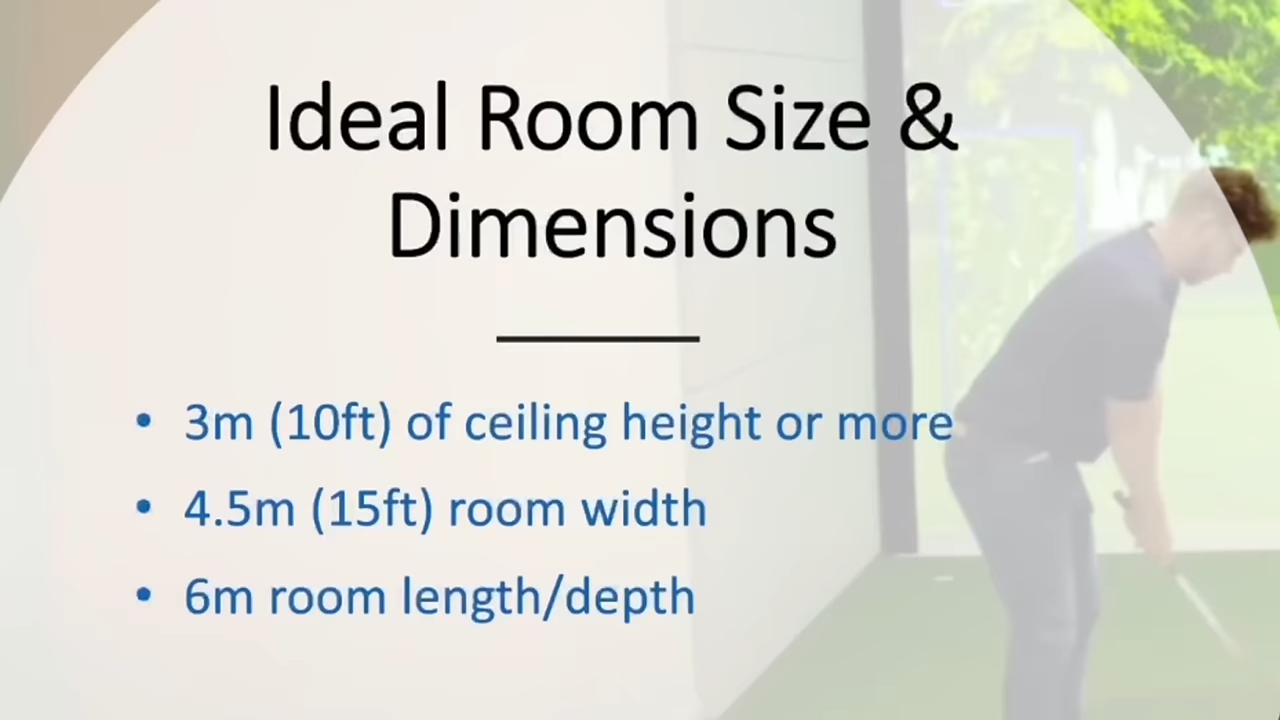 Ideal Room Size &
Dimensions
• 3m (10ft) of ceiling height or more
• 4.5m (15ft) room width
• 6m room length/depth